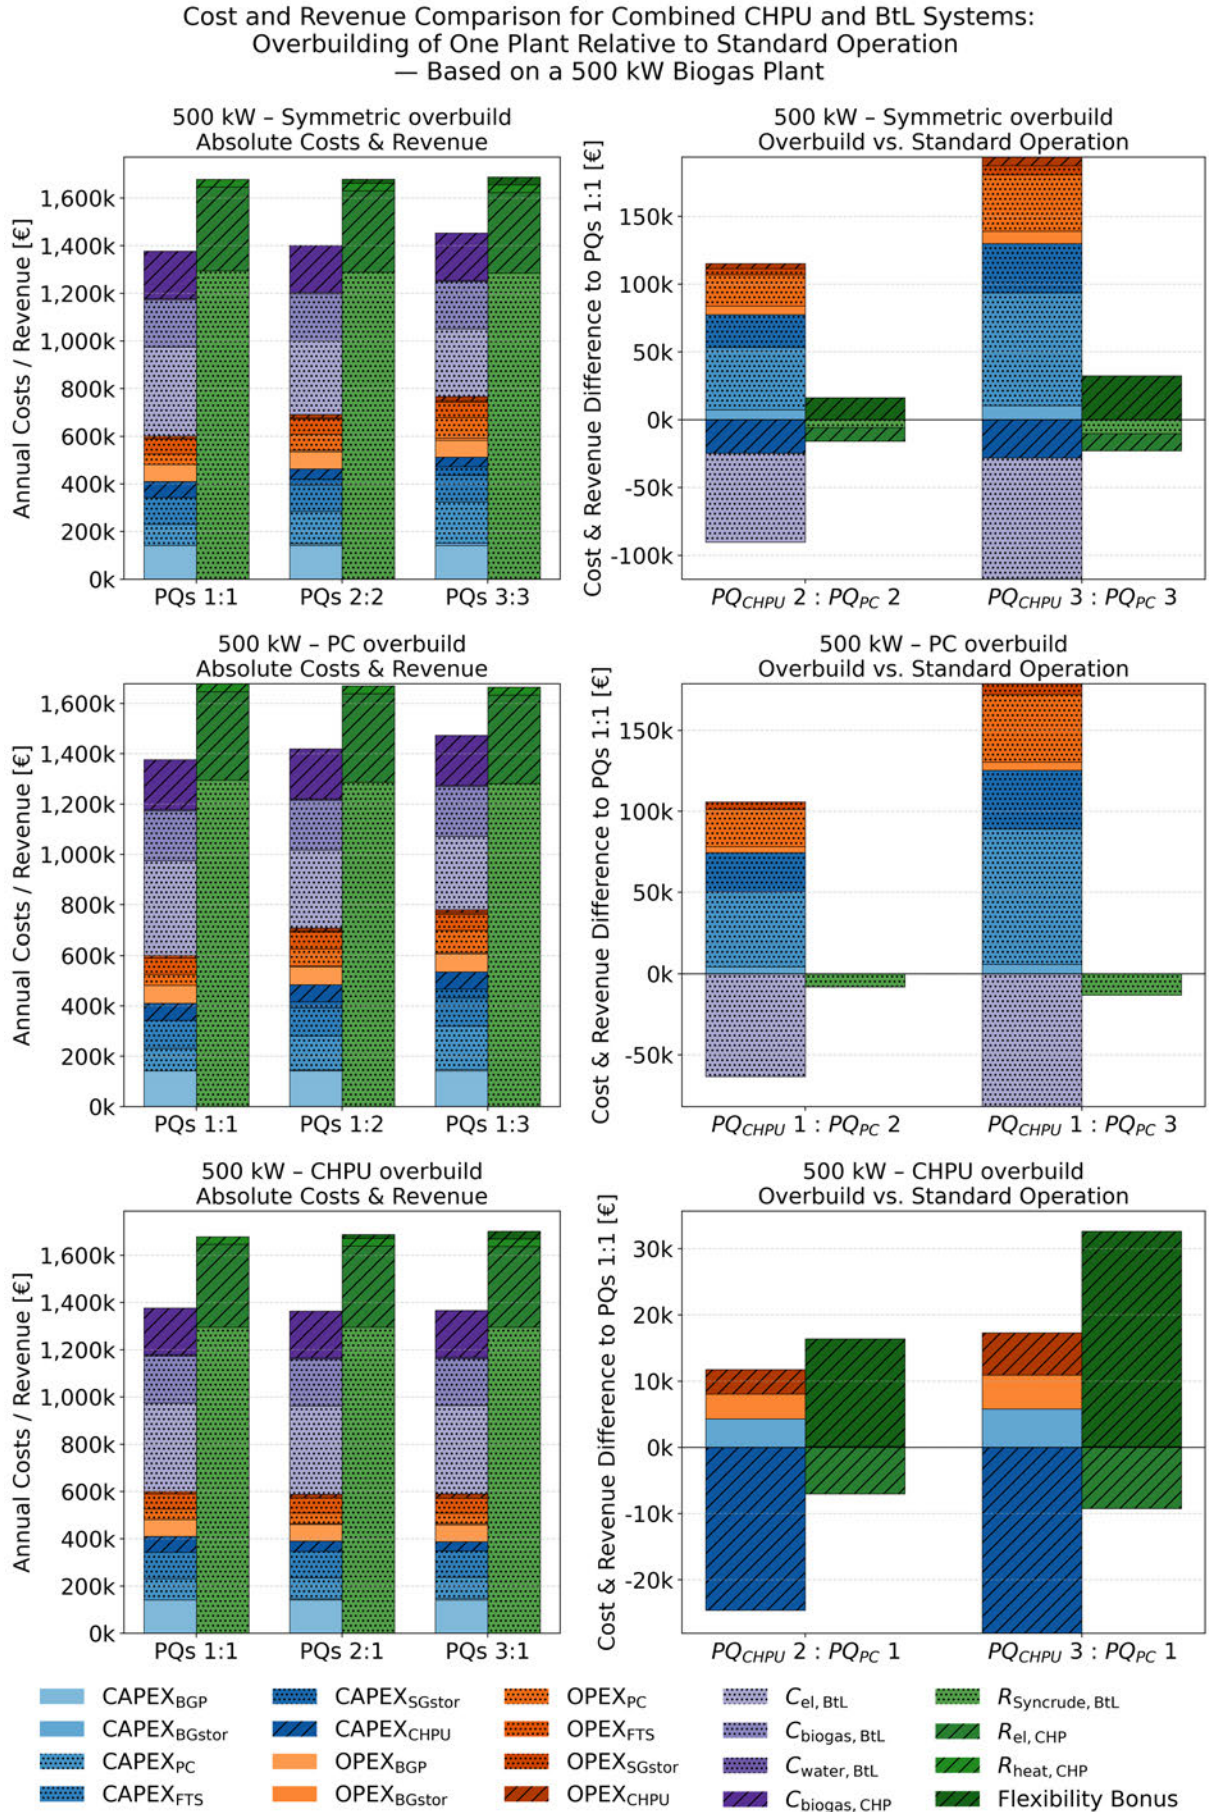 Cost and Revenue Comparison for Combined CHPU and BtL Systems:
Overbuilding of One Plant Relative to Standard Operation
— Based on a 500 kW Biogas Plant
500 kW – Symmetric overbuild
Absolute Costs & Revenue
Annual Costs / Revenue [€]
1,600k
1,400k
1,200k
1,000k
800k
600k
400k
200k
0k
PQs 1:1 PQs 2:2 PQs 3:3
500 kW – Symmetric overbuild
Overbuild vs. Standard Operation
Cost & Revenue Difference to PQs 1:1 [€]
150k
100k
50k
0k
-50k
-100k
PQCHPU 2 : PQPC 2 PQCHPU 3 : PQPC 3
500 kW – PC overbuild
Absolute Costs & Revenue
Annual Costs / Revenue [€]
1,600k
1,400k
1,200k
1,000k
800k
600k
400k
200k
0k
PQs 1:1 PQs 1:2 PQs 1:3
500 kW – PC overbuild
Overbuild vs. Standard Operation
Cost & Revenue Difference to PQs 1:1 [€]
150k
100k
50k
0k
-50k
PQCHPU 1 : PQPC 2 PQCHPU 1 : PQPC 3
500 kW – CHPU overbuild
Absolute Costs & Revenue
Annual Costs / Revenue [€]
1,600k
1,400k
1,200k
1,000k
800k
600k
400k
200k
0k
PQs 1:1 PQs 2:1 PQs 3:1
500 kW – CHPU overbuild
Overbuild vs. Standard Operation
Cost & Revenue Difference to PQs 1:1 [€]
30k
20k
10k
0k
-10k
-20k
PQCHPU 2 : PQPC 1 PQCHPU 3 : PQPC 1
CAPEXBGP
CAPEXBGstor
CAPEXPC
CAPEXFTS
CAPEXSGstor
CAPEXCHPU
OPEXBGP
OPEXBGstor
OPEXPC
OPEXFTS
OPEXSGstor
OPEXCHPU
Cel, BtL
Cbiogas, BtL
Cwater, BtL
Cbiogas, CHP
RSyncrude, BtL
Rel, CHP
Rheat, CHP
Flexibility Bonus